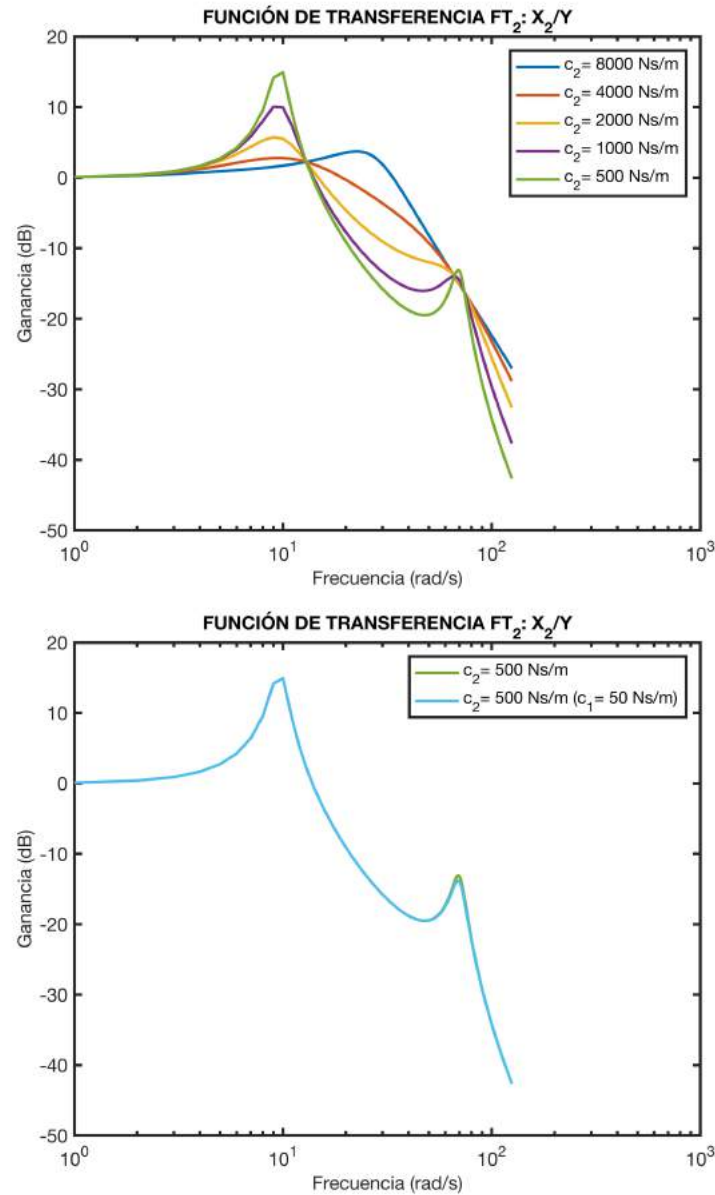 FUNCIÓN DE TRANSFERENCIA FT2: X2/Y
20
10
0
-10
-20
-30
-40
-50
Ganancia (dB)
c2= 8000 Ns/m
c2= 4000 Ns/m
c2= 2000 Ns/m
c2= 1000 Ns/m
c2= 500 Ns/m
10^0 10^1 10^2 10^3
Frecuencia (rad/s)
FUNCIÓN DE TRANSFERENCIA FT2: X2/Y
20
10
0
-10
-20
-30
-40
-50
Ganancia (dB)
c2= 500 Ns/m
c2= 500 Ns/m (c1= 50 Ns/m)
10^0 10^1 10^2 10^3
Frecuencia (rad/s)